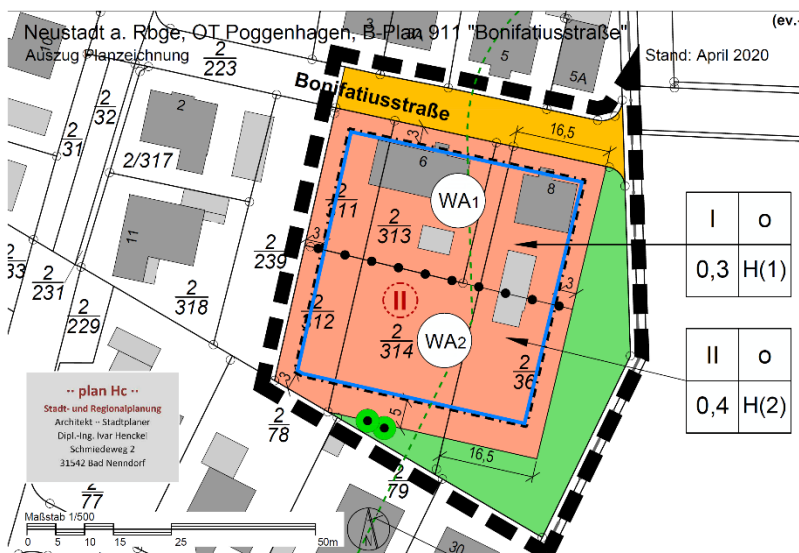 Neustadt a. Rbge, OT Poggenhagen, B-Plan 911 "Bonifatiusstraße"
(ev.
Auszug Planzeichnung
Stand: April 2020
Bonifatiusstraße
10
3
5
5A
2
223
2
32
2
31
2
2/317
11
2
33
2
231
2
229
2
318
2
239
2
311
2
313
2
312
2
314
2
36
2
78
2
79
2
77
30
6
8
3
16,5
3
3
3
5
16,5
WA1
WA2
II
I
o
0,3
H(1)
II
o
0,4
H(2)
-- plan Hc --
Stadt- und Regionalplanung
Architekt -- Stadtplaner
Dipl.-Ing. Ivar Henckel
Schmiedeweg 2
31542 Bad Nenndorf
Maßstab 1/500
0 5 10 15 25 50m
N